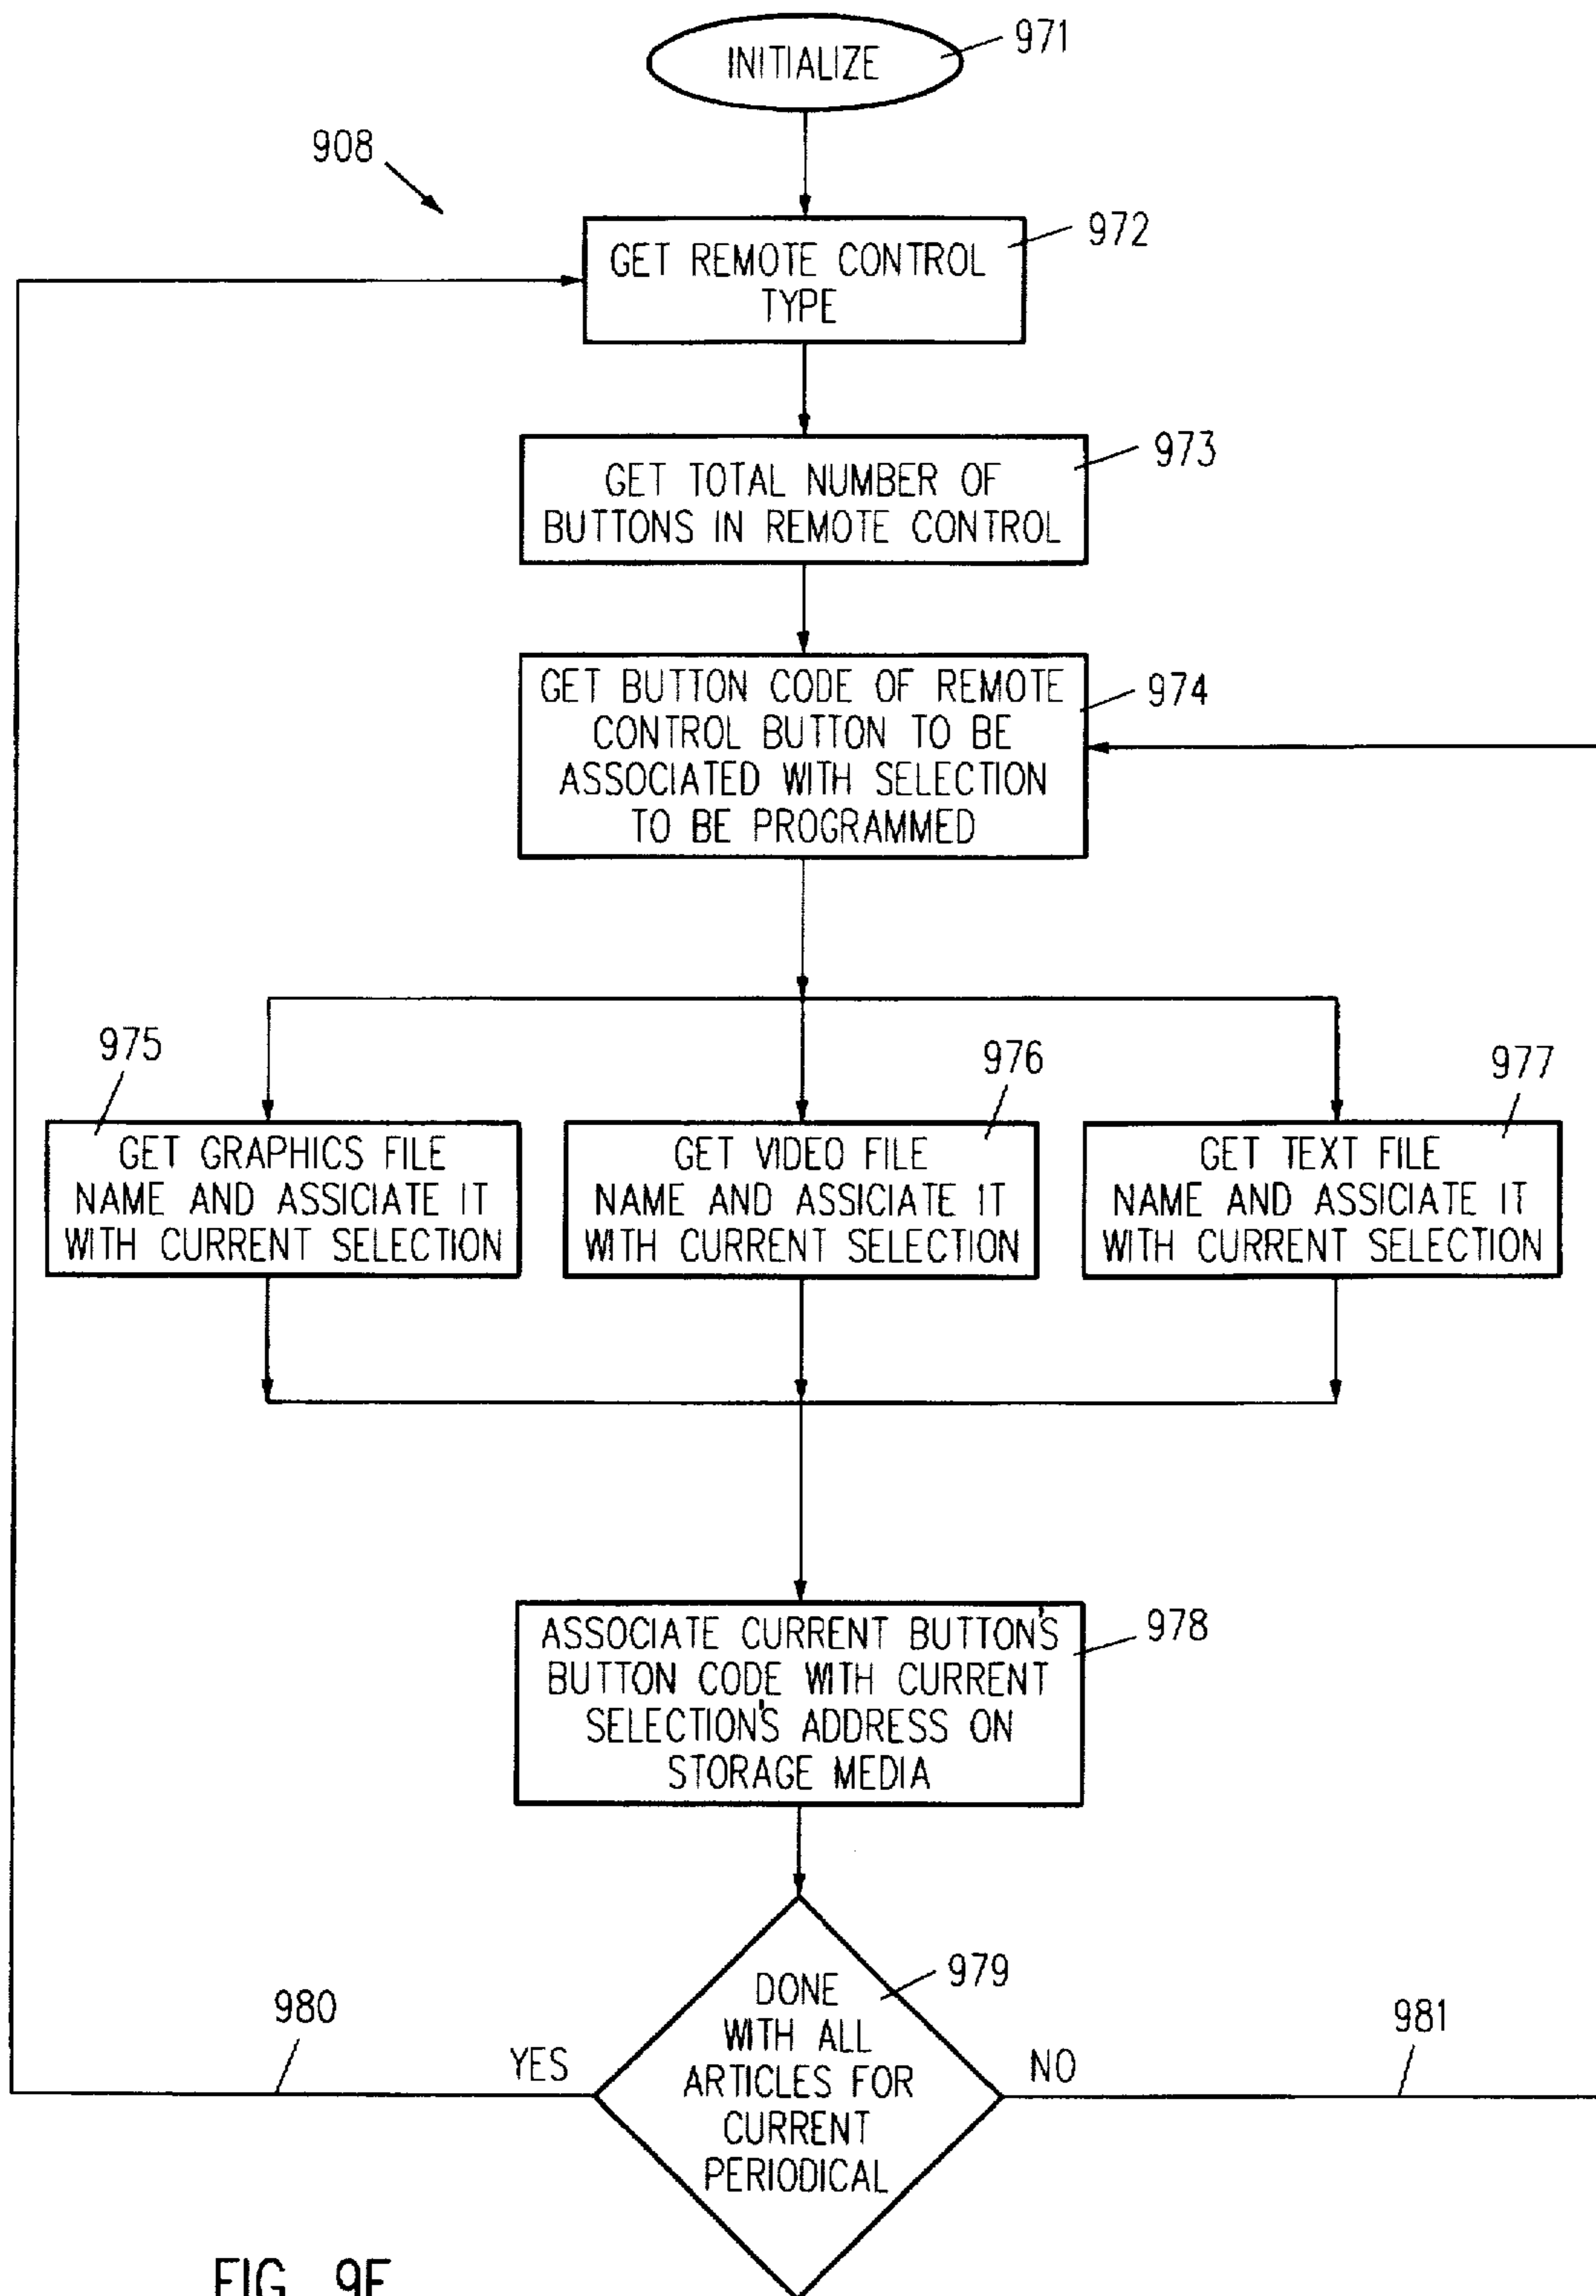 INITIALIZE
971
908
GET REMOTE CONTROL
TYPE
972
GET TOTAL NUMBER OF
BUTTONS IN REMOTE CONTROL
973
GET BUTTON CODE OF REMOTE
CONTROL BUTTON TO BE
ASSOCIATED WITH SELECTION
TO BE PROGRAMMED
974
975
GET GRAPHICS FILE
NAME AND ASSICIATE IT
WITH CURRENT SELECTION
976
GET VIDEO FILE
NAME AND ASSICIATE IT
WITH CURRENT SELECTION
977
GET TEXT FILE
NAME AND ASSICIATE IT
WITH CURRENT SELECTION
ASSOCIATE CURRENT BUTTON'S
BUTTON CODE WITH CURRENT
SELECTION'S ADDRESS ON
STORAGE MEDIA
978
DONE
WITH ALL
ARTICLES FOR
CURRENT
PERIODICAL
979
980
YES
NO
981
FIG. 9F